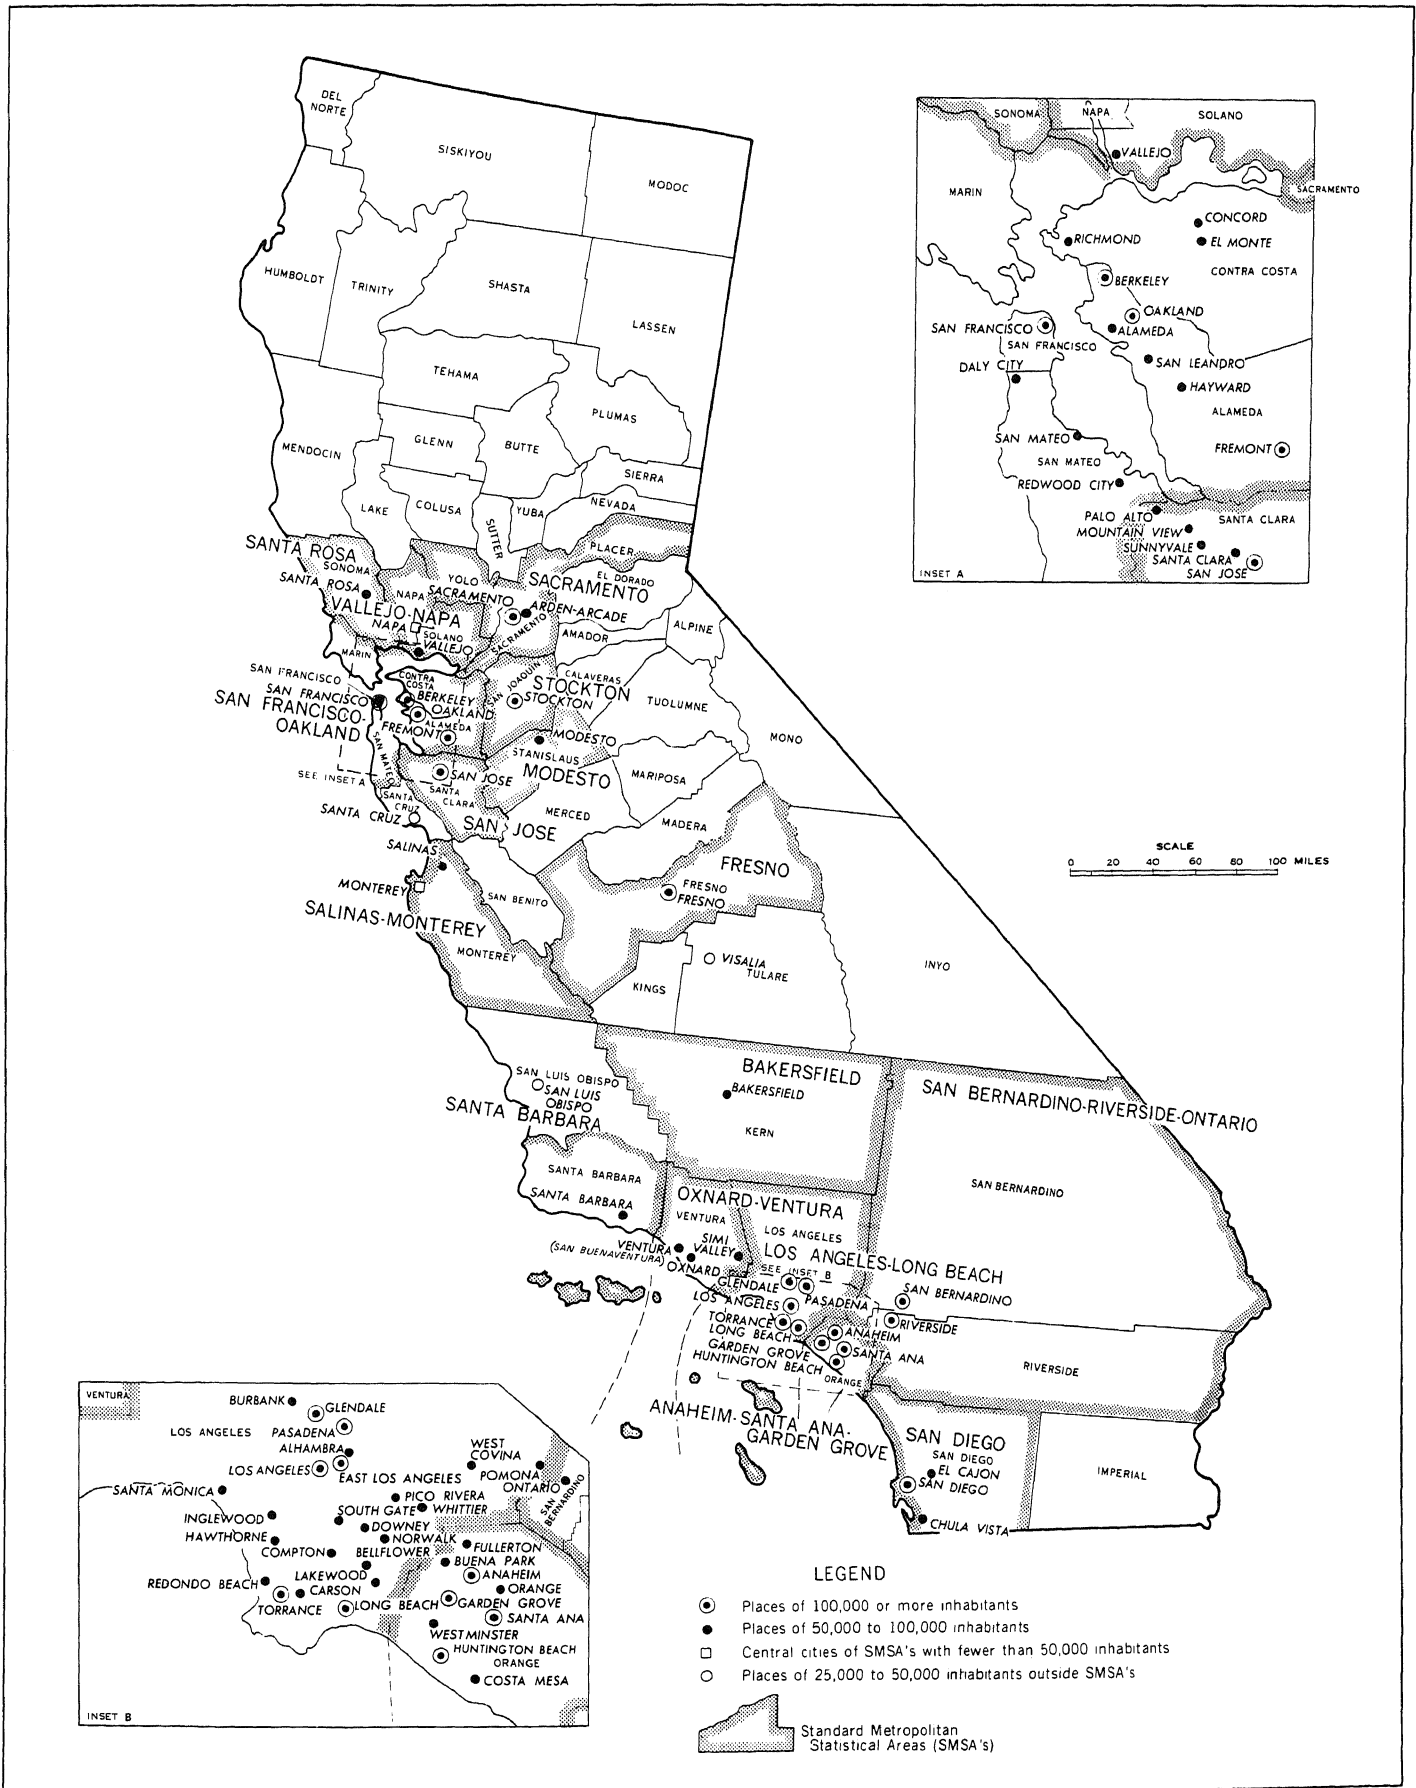 DEL
NORTE
SISKIYOU
MODOC
HUMBOLDT
TRINITY
SHASTA
LASSEN
TEHAMA
PLUMAS
GLENN
BUTTE
MENDOCIN
SIERRA
LAKE
COLUSA
YUBA
NEVADA
SUTTER
PLACER
SANTA ROSA
SONOMA
SANTA ROSA
YOLO
NAPA
SACRAMENTO
EL DORADO
SACRAMENTO
VALLEJO-NAPA
NAPA
ARDEN-ARCADE
SOLANO
VALLEJO
SACRAMENTO
AMADOR
ALPINE
MARIN
SAN FRANCISCO
SAN FRANCISCO
SAN FRANCISCO-
OAKLAND
CONTRA
COSTA
BERKELEY
OAKLAND
ALAMEDA
FREMONT
SAN JOAQUIN
CALAVERAS
STOCKTON
STOCKTON
TUOLUMNE
MONO
MODESTO
STANISLAUS
MODESTO
MARIPOSA
SAN MATEO
SEE INSET A
SAN JOSE
SANTA
CLARA
SANTA
CRUZ
SANTA CRUZ
SAN JOSE
MERCED
MADERA
SALINAS
MONTEREY
SALINAS-MONTEREY
SAN BENITO
MONTEREY
FRESNO
FRESNO
FRESNO
VISALIA
TULARE
KINGS
INYO
SCALE
0 20 40 60 80 100 MILES
SAN LUIS OBISPO
SAN LUIS
OBISPO
SANTA BARBARA
BAKERSFIELD
BAKERSFIELD
KERN
SAN BERNARDINO-RIVERSIDE-ONTARIO
SAN BERNARDINO
SANTA BARBARA
SANTA BARBARA
OXNARD-VENTURA
VENTURA
LOS ANGELES
SIMI
VALLEY
VENTURA
(SAN BUENAVENTURA)
OXNARD
LOS ANGELES-LONG BEACH
SEE INSET B
GLENDALE
LOS ANGELES
PASADENA
SAN BERNARDINO
TORRANCE
LONG BEACH
ANAHEIM
RIVERSIDE
GARDEN GROVE
SANTA ANA
HUNTINGTON BEACH
ORANGE
RIVERSIDE
ANAHEIM-SANTA ANA-
GARDEN GROVE
SAN DIEGO
SAN DIEGO
EL CAJON
SAN DIEGO
CHULA VISTA
IMPERIAL
SONOMA
NAPA
SOLANO
VALLEJO
MARIN
SACRAMENTO
CONCORD
RICHMOND
EL MONTE
CONTRA COSTA
BERKELEY
OAKLAND
SAN FRANCISCO
ALAMEDA
SAN FRANCISCO
DALY CITY
SAN LEANDRO
HAYWARD
ALAMEDA
SAN MATEO
FREMONT
SAN MATEO
REDWOOD CITY
PALO ALTO
SANTA CLARA
MOUNTAIN VIEW
SUNNYVALE
SANTA CLARA
SAN JOSE
INSET A
VENTURA
BURBANK
GLENDALE
LOS ANGELES
PASADENA
ALHAMBRA
WEST
COVINA
LOS ANGELES
EAST LOS ANGELES
POMONA
ONTARIO
SANTA MONICA
PICO RIVERA
SAN
BERNARDINO
SOUTH GATE
WHITTIER
INGLEWOOD
DOWNEY
HAWTHORNE
NORWALK
FULLERTON
COMPTON
BELLFLOWER
BUENA PARK
LAKEWOOD
ANAHEIM
REDONDO BEACH
CARSON
ORANGE
TORRANCE
LONG BEACH
GARDEN GROVE
SANTA ANA
WESTMINSTER
HUNTINGTON BEACH
ORANGE
COSTA MESA
INSET B
LEGEND
Places of 100,000 or more inhabitants
Places of 50,000 to 100,000 inhabitants
Central cities of SMSA's with fewer than 50,000 inhabitants
Places of 25,000 to 50,000 inhabitants outside SMSA's
Standard Metropolitan
Statistical Areas (SMSA's)